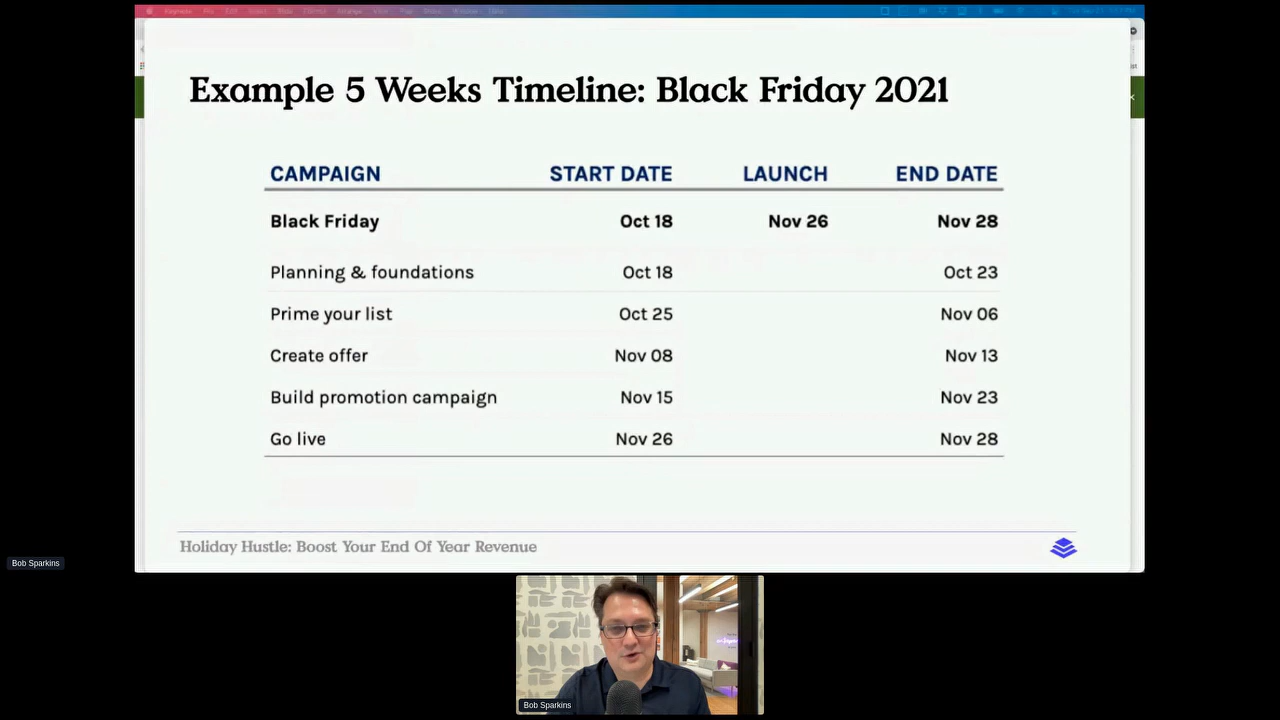 Example 5 Weeks Timeline: Black Friday 2021
CAMPAIGN START DATE LAUNCH END DATE
Black Friday Oct 18 Nov 26 Nov 28
Planning & foundations Oct 18 Oct 23
Prime your list Oct 25 Nov 06
Create offer Nov 08 Nov 13
Build promotion campaign Nov 15 Nov 23
Go live Nov 26 Nov 28
Holiday Hustle: Boost Your End Of Year Revenue
Bob Sparkins
Bob Sparkins